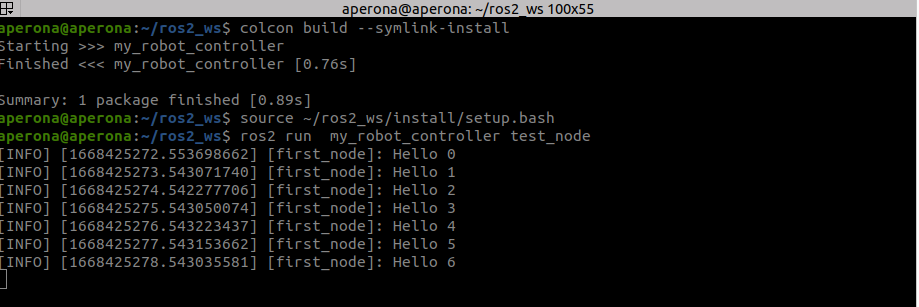 aperona@aperona: ~/ros2_ws 100x55
aperona@aperona:~/ros2_ws$ colcon build --symlink-install
Starting >>> my_robot_controller
Finished <<< my_robot_controller [0.76s]
Summary: 1 package finished [0.89s]
aperona@aperona:~/ros2_ws$ source ~/ros2_ws/install/setup.bash
aperona@aperona:~/ros2_ws$ ros2 run  my_robot_controller test_node
[INFO] [1668425272.553698662] [first_node]: Hello 0
[INFO] [1668425273.543071740] [first_node]: Hello 1
[INFO] [1668425274.542277706] [first_node]: Hello 2
[INFO] [1668425275.543050074] [first_node]: Hello 3
[INFO] [1668425276.543223437] [first_node]: Hello 4
[INFO] [1668425277.543153662] [first_node]: Hello 5
[INFO] [1668425278.543035581] [first_node]: Hello 6